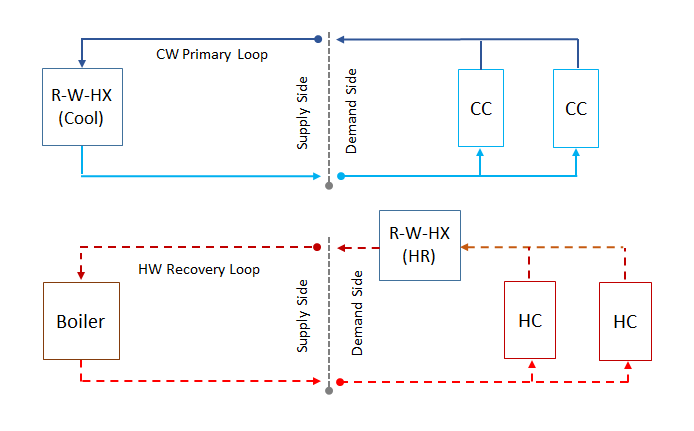 CW Primary Loop
R-W-HX
(Cool)
Supply Side
Demand Side
CC
CC
R-W-HX
(HR)
HW Recovery Loop
Boiler
Supply Side
Demand Side
HC
HC